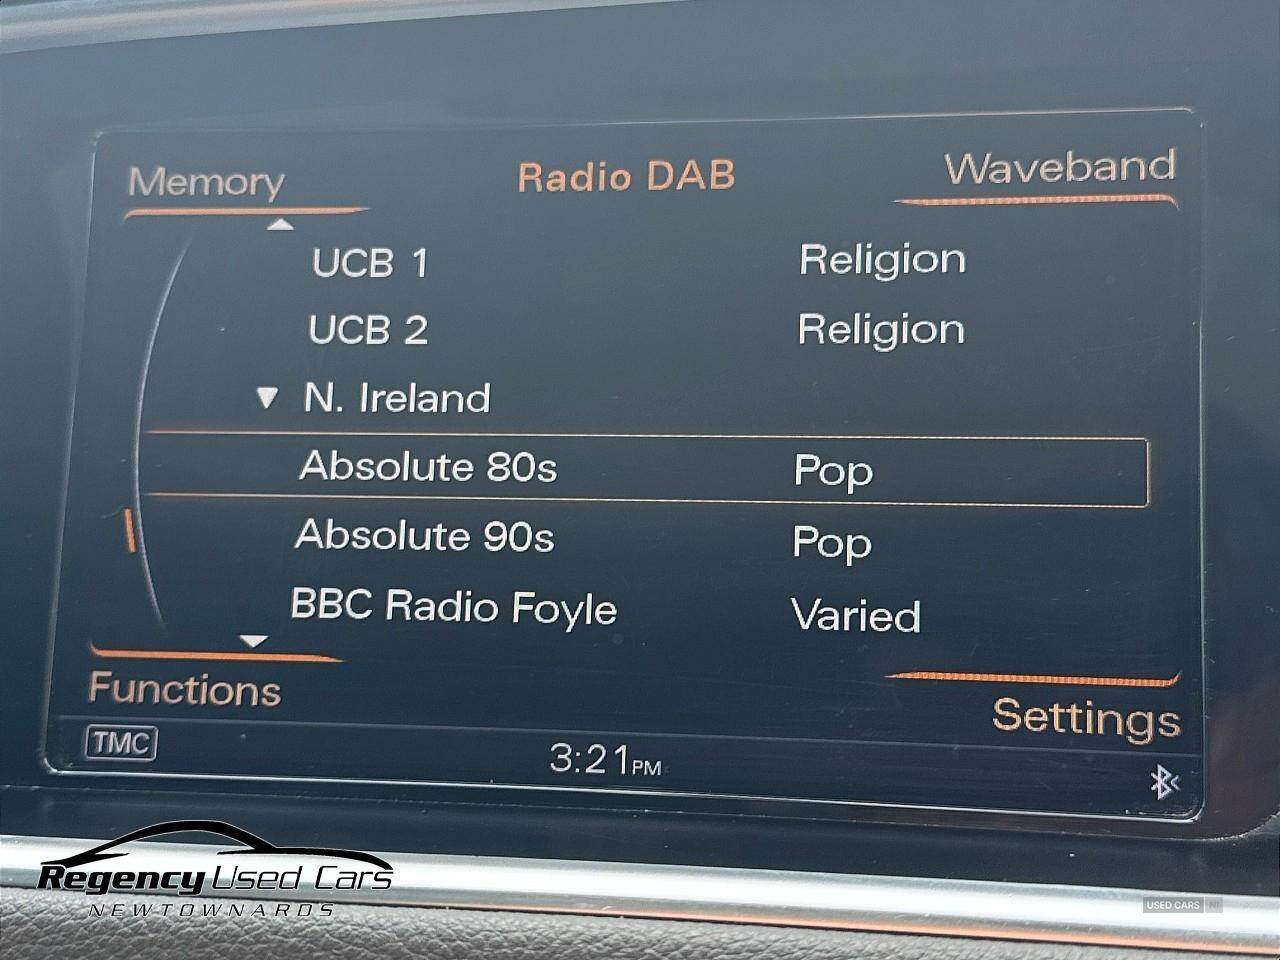 Memory Radio DAB Waveband
UCB 1 Religion
UCB 2 Religion
N. Ireland
Absolute 80s Pop
Absolute 90s Pop
BBC Radio Foyle Varied
Functions Settings
TMC 3:21PM
Regency Used Cars
NEWTOWNARDS
USED CARS NI